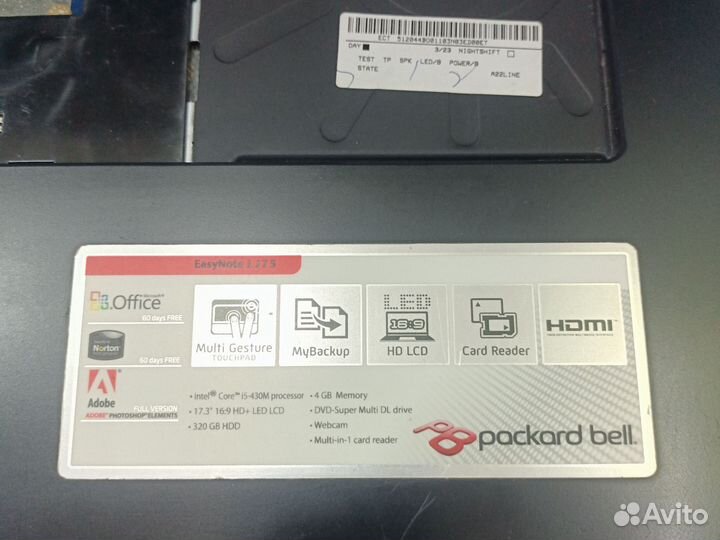 ECT
DAY 3/23 NIGHTSHIFT
TEST TP SPK LED/B POWER/B
STATE A22LINE
EasyNote
Microsoft
Office
60 days FREE
Norton
60 days FREE
Adobe
FULL VERSION
ADOBE® PHOTOSHOP® ELEMENTS
Multi Gesture
TOUCHPAD
MyBackup
LED
16:9
HD LCD
Card Reader
HDMI
• Intel® Core™ i5-430M processor
• 17.3" 16:9 HD+ LED LCD
• 320 GB HDD
• 4 GB Memory
• DVD-Super Multi DL drive
• Webcam
• Multi-in-1 card reader
packard bell.
Avito